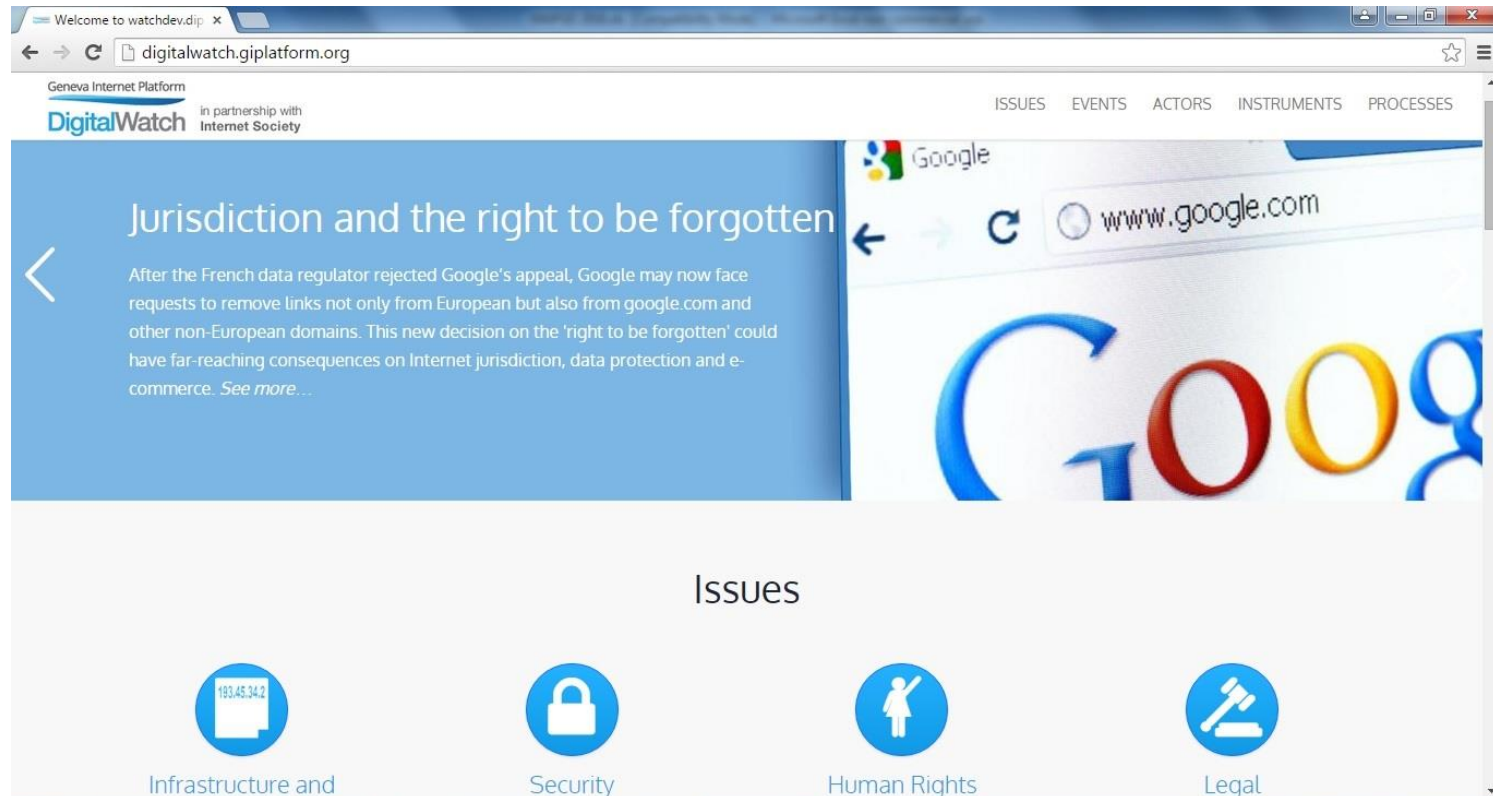 Welcome to watchdev.dip
digitalwatch.giplatform.org
Geneva Internet Platform
DigitalWatch
in partnership with
Internet Society
ISSUES EVENTS ACTORS INSTRUMENTS PROCESSES
Google
www.google.com
Goog
Jurisdiction and the right to be forgotten
After the French data regulator rejected Google's appeal, Google may now face
requests to remove links not only from European but also from google.com and
other non-European domains. This new decision on the 'right to be forgotten' could
have far-reaching consequences on Internet jurisdiction, data protection and e-
commerce. See more...
Issues
193.45.34.2
Infrastructure and
Security
Human Rights
Legal